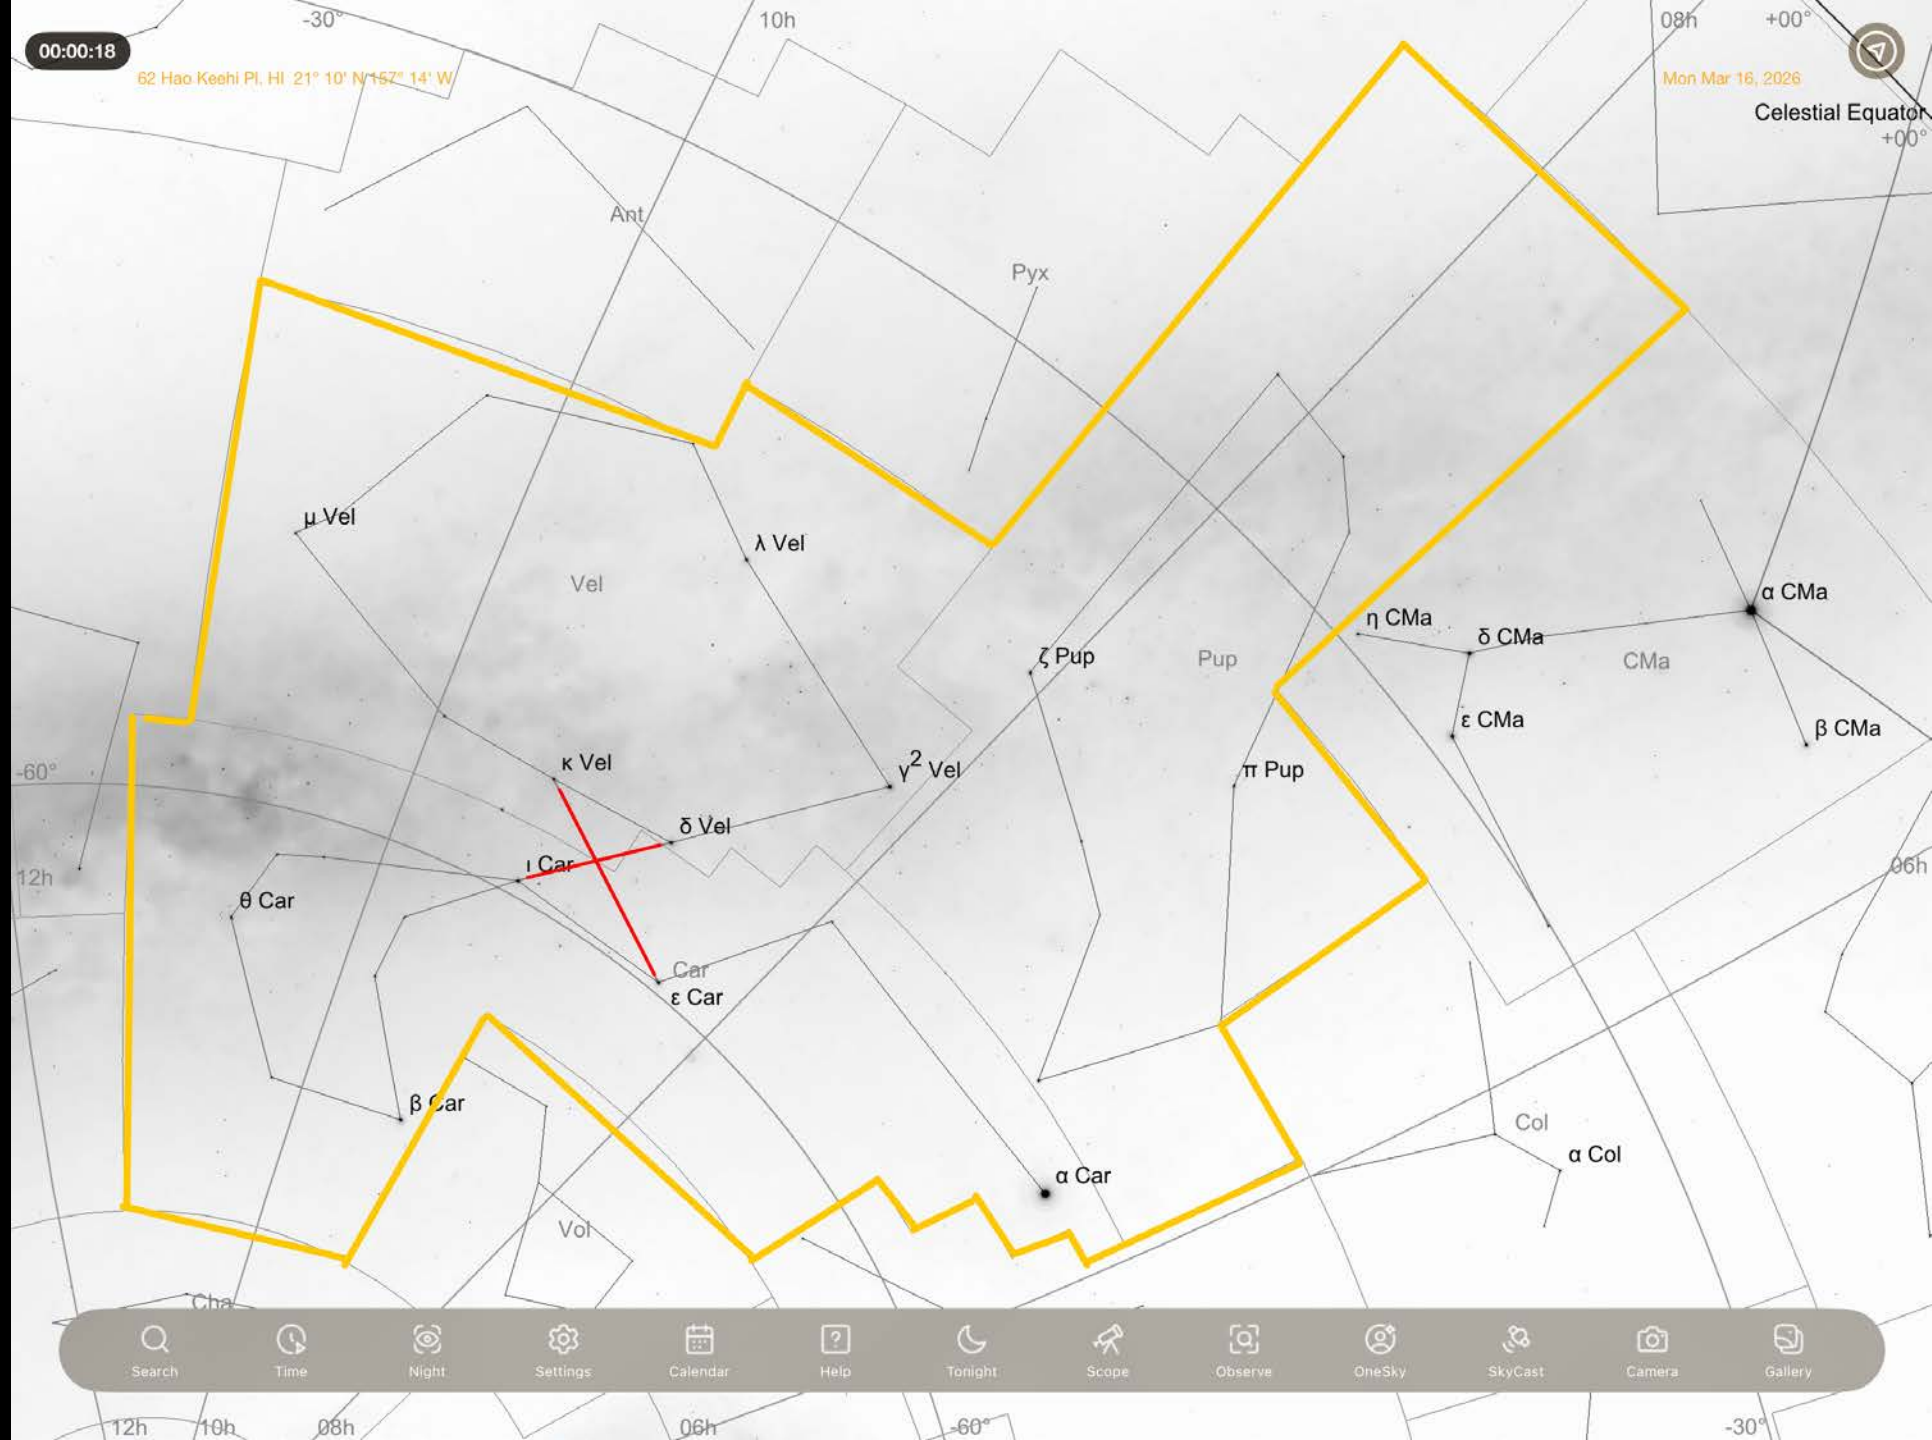 -30°
10h
08h
+00°
00:00:18
62 Hao Keehi Pl. HI 21° 10' N/157° 14' W
Mon Mar 16, 2026
Celestial Equator
+00°
Ant
Pyx
μ Vel
λ Vel
Vel
α CMa
η CMa
δ CMa
ζ Pup
Pup
CMa
ε CMa
β CMa
κ Vel
γ2 Vel
-60°
π Pup
δ Vel
ι Car
12h
06h
θ Car
Car
ε Car
β Car
Col
α Col
α Car
Vol
Cha
Search
Time
Night
Settings
Calendar
Help
Tonight
Scope
Observe
OneSky
SkyCast
Camera
Gallery
12h
10h
08h
06h
-60°
-30°